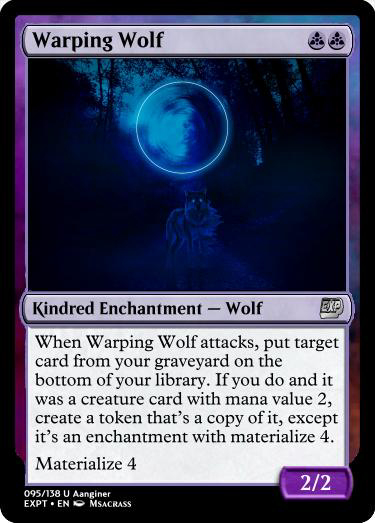 Warping Wolf
Kindred Enchantment — Wolf
EXP
When Warping Wolf attacks, put target
card from your graveyard on the
bottom of your library. If you do and it
was a creature card with mana value 2,
create a token that's a copy of it, except
it's an enchantment with materialize 4.
Materialize 4
2/2
095/138 U Aanginer
EXPT • EN Msacrass